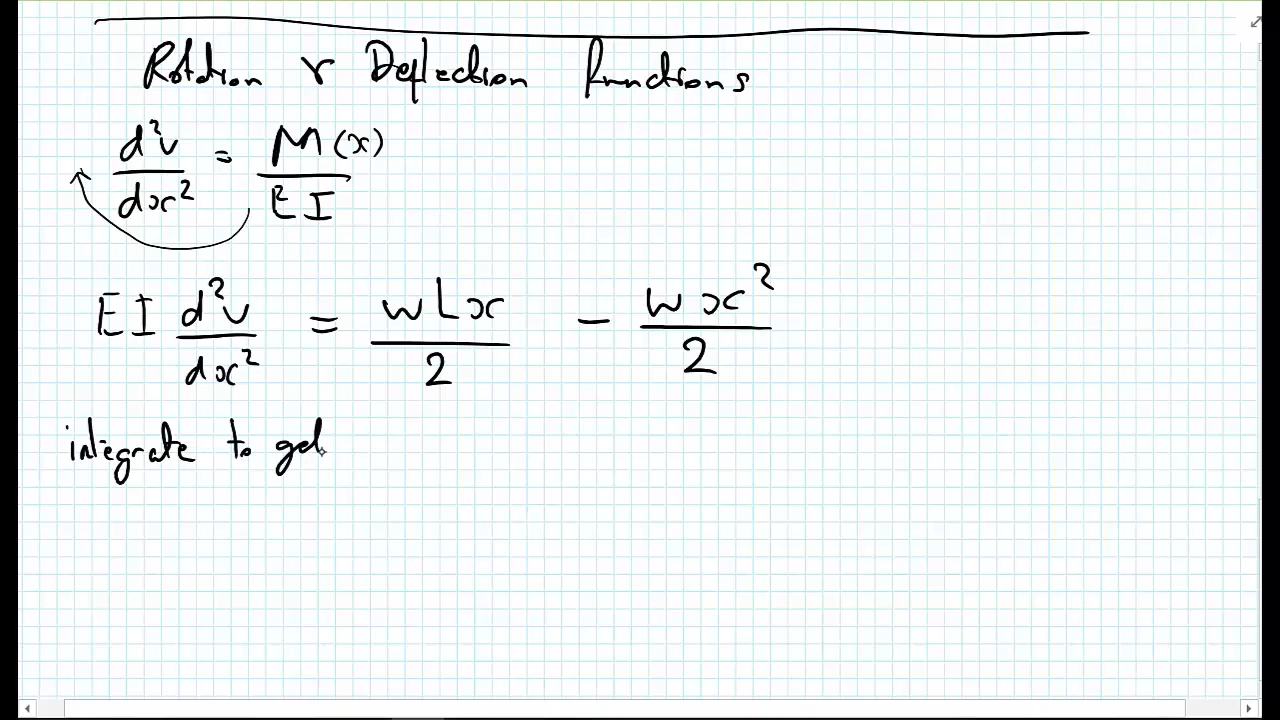 Rotation & Deflection functions
d²v/dx² = M(x)/EI
EI d²v/dx² = wLx/2 - wx²/2
integrate to get